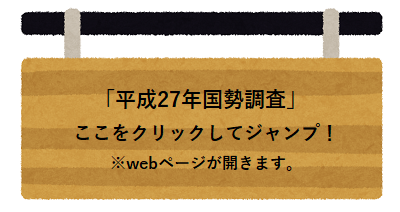 「平成27年国勢調査」
ここをクリックしてジャンプ！
※webページが開きます。